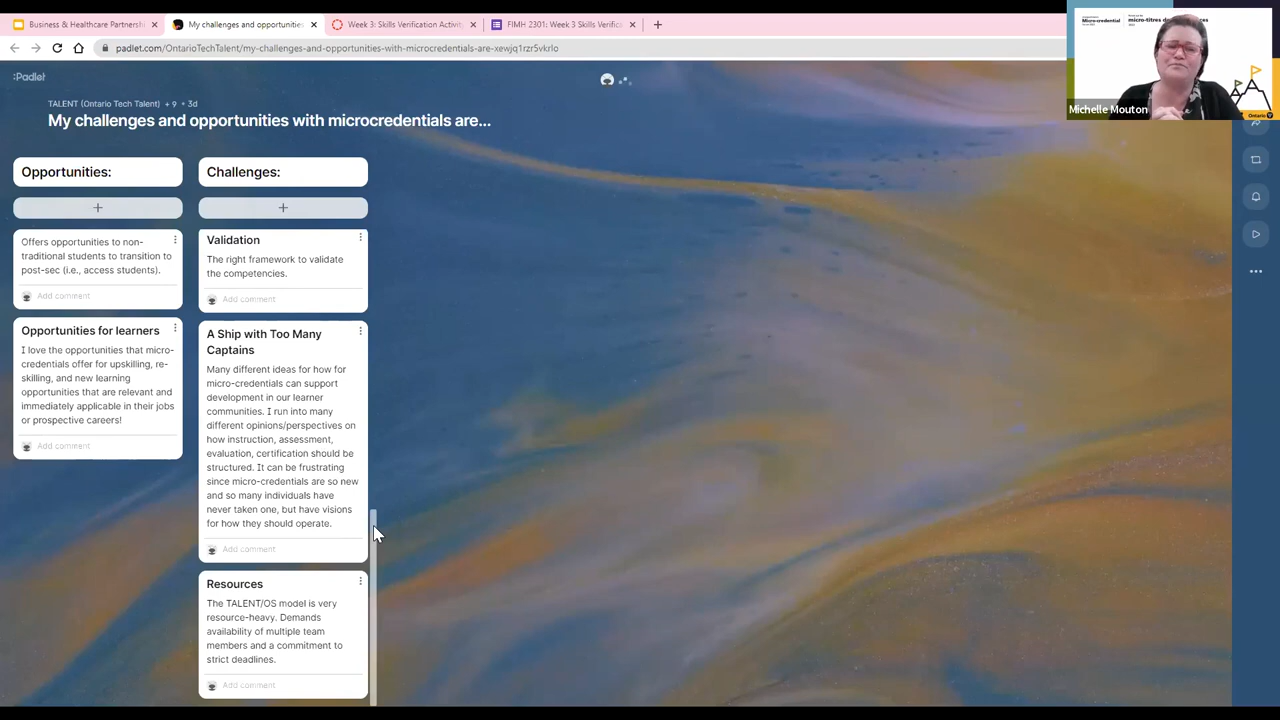 Business & Healthcare Partnersh
My challenges and opportunities
Week 3: Skills Verification Activity
FIMH 2301: Week 3 Skills Verific
padlet.com/OntarioTechTalent/my-challenges-and-opportunities-with-microcredentials-are-xewjq1rzr5vkrlo
:Padlet
TALENT (Ontario Tech Talent) + 9 • 3d
My challenges and opportunities with microcredentials are...
Opportunities:
+
Offers opportunities to non-
traditional students to transition to
post-sec (i.e., access students).
Add comment
Opportunities for learners
I love the opportunities that micro-
credentials offer for upskilling, re-
skilling, and new learning
opportunities that are relevant and
immediately applicable in their jobs
or prospective careers!
Add comment
Challenges:
+
Validation
The right framework to validate
the competencies.
Add comment
A Ship with Too Many
Captains
Many different ideas for how for
micro-credentials can support
development in our learner
communities. I run into many
different opinions/perspectives on
how instruction, assessment,
evaluation, certification should be
structured. It can be frustrating
since micro-credentials are so new
and so many individuals have
never taken one, but have visions
for how they should operate.
Add comment
Resources
The TALENT/OS model is very
resource-heavy. Demands
availability of multiple team
members and a commitment to
strict deadlines.
Add comment
Micro-credential
micro-titres de
Michelle Mouton
Ontario